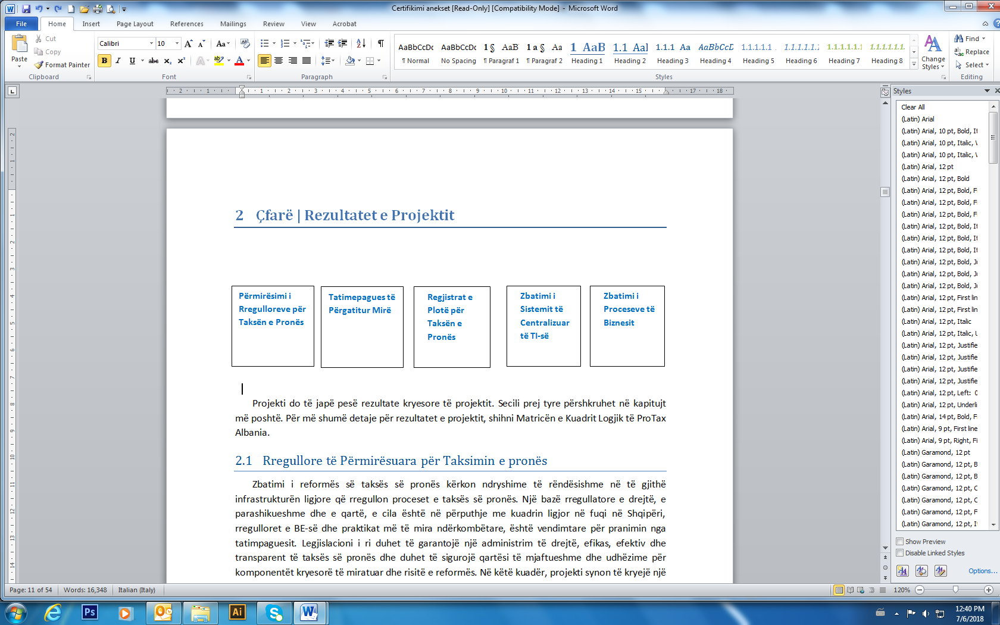 Certifikimi anekset [Read-Only] [Compatibility Mode] - Microsoft Word
File Home Insert Page Layout References Mailings Review View Acrobat
Paste
Cut
Copy
Format Painter
Clipboard
Calibri 10
Font
Paragraph
AaBbCcDc AaBbCcDc 1 § AaB 1 a § Aa 1 AaB 1.1 Aal 1.1.1 Aa AaBbCcD 1.1.1.1.1 1.1.1.1.1.1 1.1.1.1.1.1 1.1.1.1.1.1.
¶ Normal No Spacing ¶ Paragraf 1 ¶ Paragraf 2 Heading 1 Heading 2 Heading 3 Heading 4 Heading 5 Heading 6 Heading 7 Heading 8
Styles
Change Styles
Find
Replace
Select
Editing
2 Çfarë | Rezultatet e Projektit
Përmirësimi i
Rregulloreve për
Taksën e Pronës
Tatimepagues të
Përgatitur Mirë
Regjistrat e
Plotë për
Taksën e
Pronës
Zbatimi i
Sistemit të
Centralizuar
të TI-së
Zbatimi i
Proceseve të
Biznesit
Projekti do të japë pesë rezultate kryesore të projektit. Secili prej tyre përshkruhet në kapitujt
më poshtë. Për më shumë detaje për rezultatet e projektit, shihni Matricën e Kuadrit Logjik të ProTax
Albania.
2.1 Rregullore të Përmirësuara për Taksimin e pronës
Zbatimi i reformës së taksës së pronës kërkon ndryshime të rëndësishme në të gjithë
infrastrukturën ligjore që rregullon proceset e taksës së pronës. Një bazë rregullatore e drejtë, e
parashikueshme dhe e qartë, e cila është në përputhje me kuadrin ligjor në fuqi në Shqipëri,
rregulloret e BE-së dhe praktikat më të mira ndërkombëtare, është vendimtare për pranimin nga
tatimpaguesit. Legjislacioni i ri duhet të garantojë një administrim të drejtë, efikas, efektiv dhe
transparent të taksës së pronës dhe duhet të sigurojë qartësi të mjaftueshme dhe udhëzime për
komponentët kryesorë të miratuar dhe risitë e reformës. Në këtë kuadër, projekti synon të kryejë një
Styles
Clear All
(Latin) Arial
(Latin) Arial, 10 pt, Bold, It
(Latin) Arial, 10 pt, Italic, V
(Latin) Arial, 10 pt, Italic, V
(Latin) Arial, 12 pt
(Latin) Arial, 12 pt, Bold
(Latin) Arial, 12 pt, Bold, F
(Latin) Arial, 12 pt, Bold, F
(Latin) Arial, 12 pt, Bold, F
(Latin) Arial, 12 pt, Bold, It
(Latin) Arial, 12 pt, Bold, It
(Latin) Arial, 12 pt, Bold, It
(Latin) Arial, 12 pt, Bold, J
(Latin) Arial, 12 pt, Bold, J
(Latin) Arial, 12 pt, Bold, J
(Latin) Arial, 12 pt, First lin
(Latin) Arial, 12 pt, First lin
(Latin) Arial, 12 pt, Italic
(Latin) Arial, 12 pt, Italic, U
(Latin) Arial, 12 pt, Justifie
(Latin) Arial, 12 pt, Justifie
(Latin) Arial, 12 pt, Justifie
(Latin) Arial, 12 pt, Justifie
(Latin) Arial, 12 pt, Left: 0
(Latin) Arial, 12 pt, Underli
(Latin) Arial, 14 pt, Bold, F
(Latin) Arial, 9 pt, First line
(Latin) Arial, 9 pt, Right, Fi
(Latin) Garamond, 12 pt
(Latin) Garamond, 12 pt, B
(Latin) Garamond, 12 pt, B
(Latin) Garamond, 12 pt, C
(Latin) Garamond, 12 pt, C
(Latin) Garamond, 12 pt, F
(Latin) Garamond, 12 pt, I
Show Preview
Disable Linked Styles
Options...
Page: 11 of 54 Words: 16,348 Italian (Italy) 120%
12:40 PM
7/6/2018